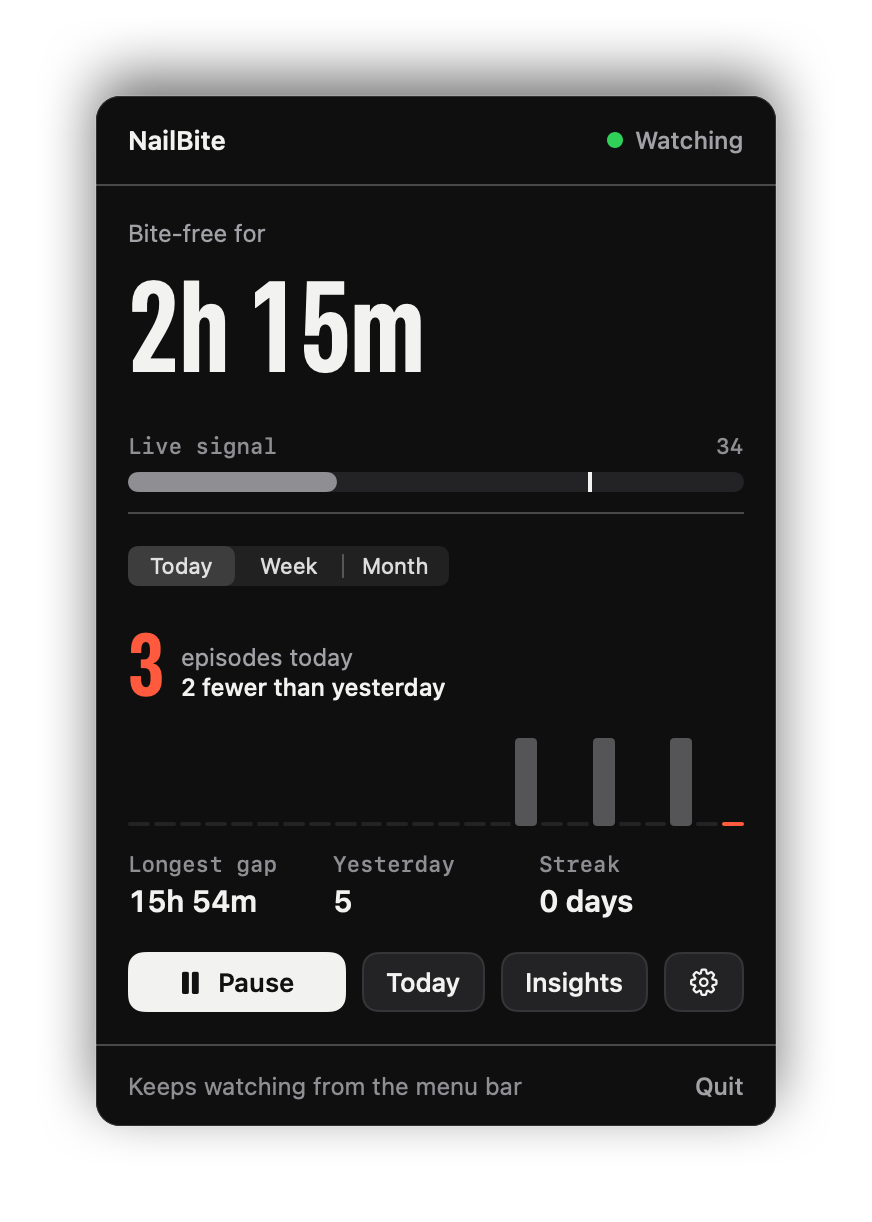 NailBite
Watching
Bite-free for
2h 15m
Live signal
34
Today
Week
Month
3
episodes today
2 fewer than yesterday
Longest gap
Yesterday
Streak
15h 54m
5
0 days
Pause
Today
Insights
Keeps watching from the menu bar
Quit